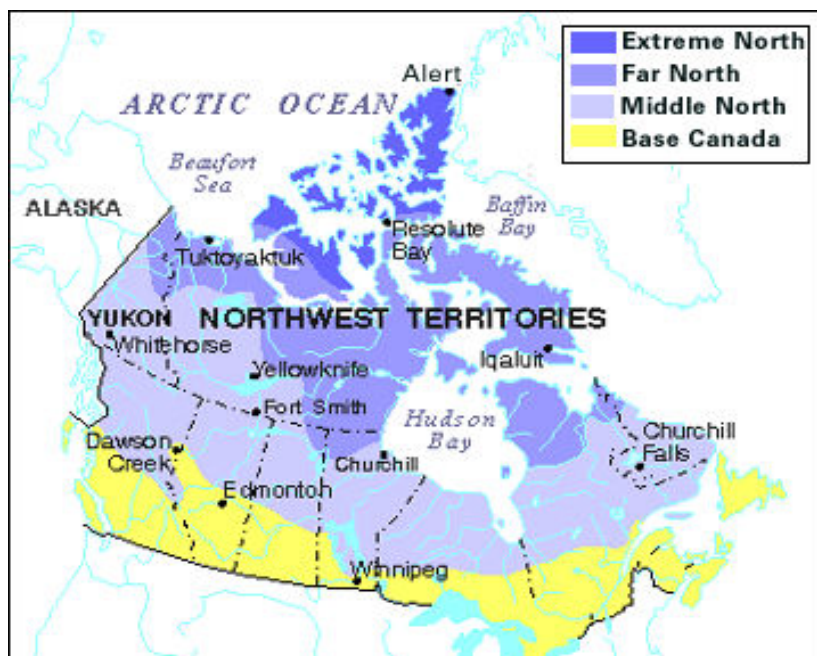 Extreme North
Far North
Middle North
Base Canada
Alert
ARCTIC OCEAN
Beaufort
Sea
ALASKA
Baffin
Bay
Resolute
Bay
Tuktoyaktuk
YUKON NORTHWEST TERRITORIES
Whitehorse
Iqaluit
Yellowknife
Fort Smith
Hudson
Bay
Churchill
Falls
Dawson
Creek
Churchill
Edmonton
Winnipeg